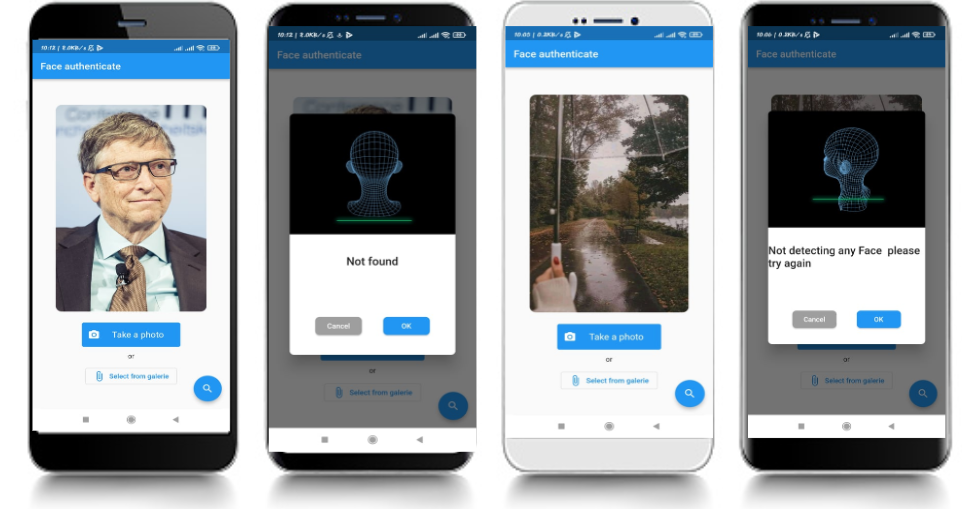 10:12 | 8.0KB/s
Face authenticate
Conference
Take a photo
or
Select from galerie
10:12 | 8.0KB/s
Face authenticate
Not found
Cancel
OK
or
Select from galerie
10:05 | 0.3KB/s
Face authenticate
Take a photo
or
Select from galerie
10:06 | 0.3KB/s
Face authenticate
Not detecting any Face please
try again
Cancel
OK
or
Select from galerie